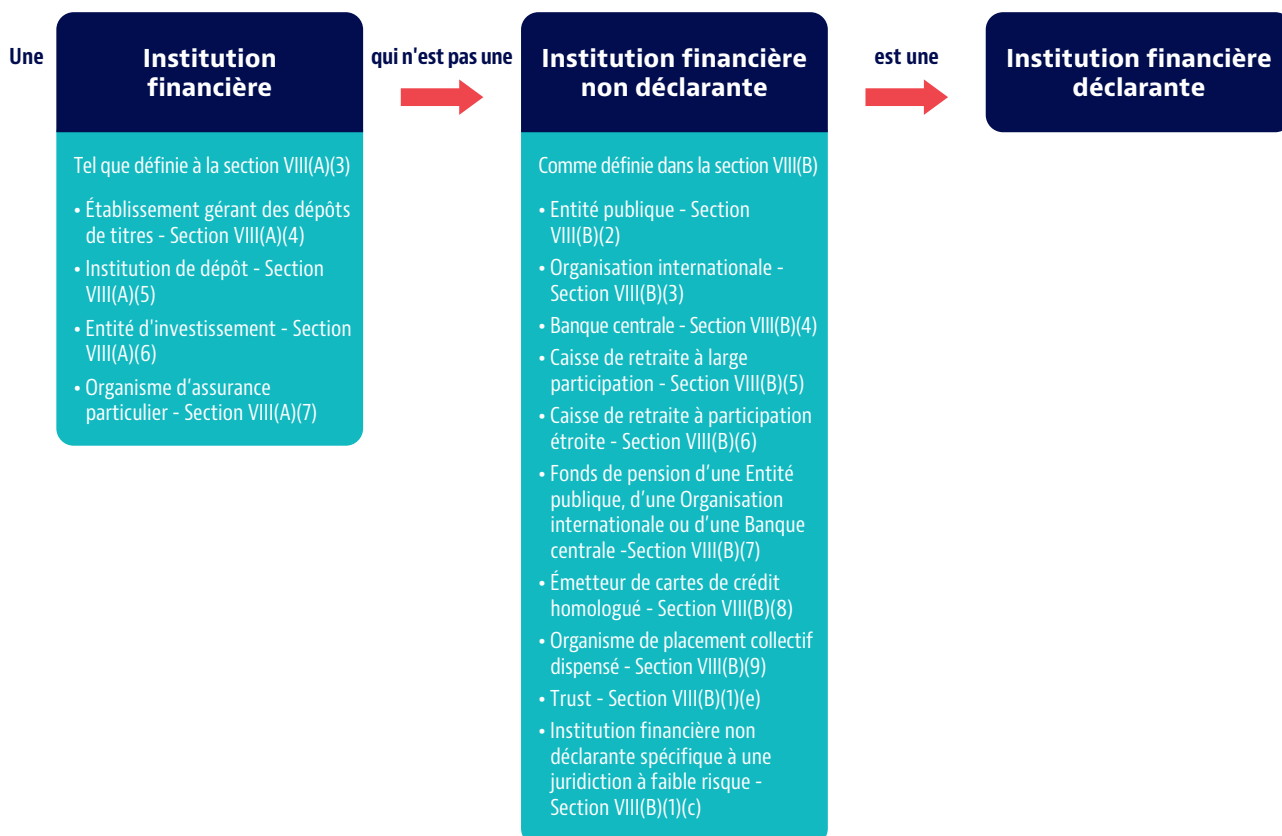 Une
Institution
financière
qui n'est pas une
Institution financière
non déclarante
est une
Institution financière
déclarante
Tel que définie à la section VIII(A)(3)
• Établissement gérant des dépôts
de titres - Section VIII(A)(4)
• Institution de dépôt - Section
VIII(A)(5)
• Entité d'investissement - Section
VIII(A)(6)
• Organisme d'assurance
particulier - Section VIII(A)(7)
Comme définie dans la section VIII(B)
• Entité publique - Section
VIII(B)(2)
• Organisation internationale -
Section VIII(B)(3)
• Banque centrale - Section VIII(B)(4)
• Caisse de retraite à large
participation - Section VIII(B)(5)
• Caisse de retraite à participation
étroite - Section VIII(B)(6)
• Fonds de pension d'une Entité
publique, d'une Organisation
internationale ou d'une Banque
centrale -Section VIII(B)(7)
• Émetteur de cartes de crédit
homologué - Section VIII(B)(8)
• Organisme de placement collectif
dispensé - Section VIII(B)(9)
• Trust - Section VIII(B)(1)(e)
• Institution financière non
déclarante spécifique à une
juridiction à faible risque -
Section VIII(B)(1)(c)